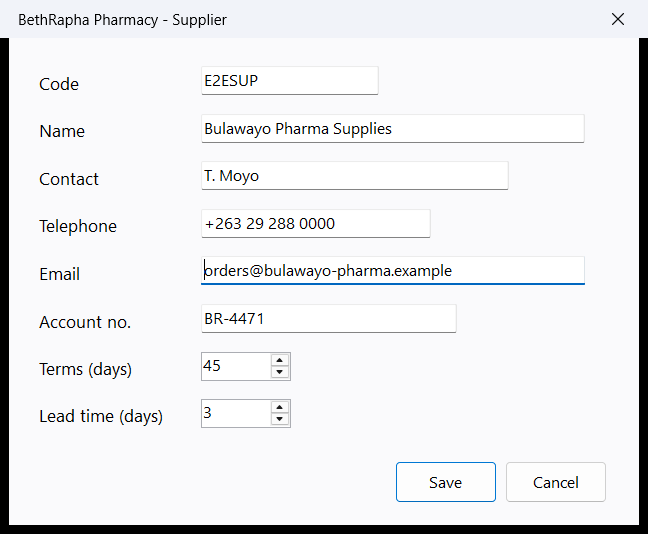 BethRapha Pharmacy - Supplier
Code E2ESUP
Name Bulawayo Pharma Supplies
Contact T. Moyo
Telephone +263 29 288 0000
Email orders@bulawayo-pharma.example
Account no. BR-4471
Terms (days) 45
Lead time (days) 3
Save Cancel